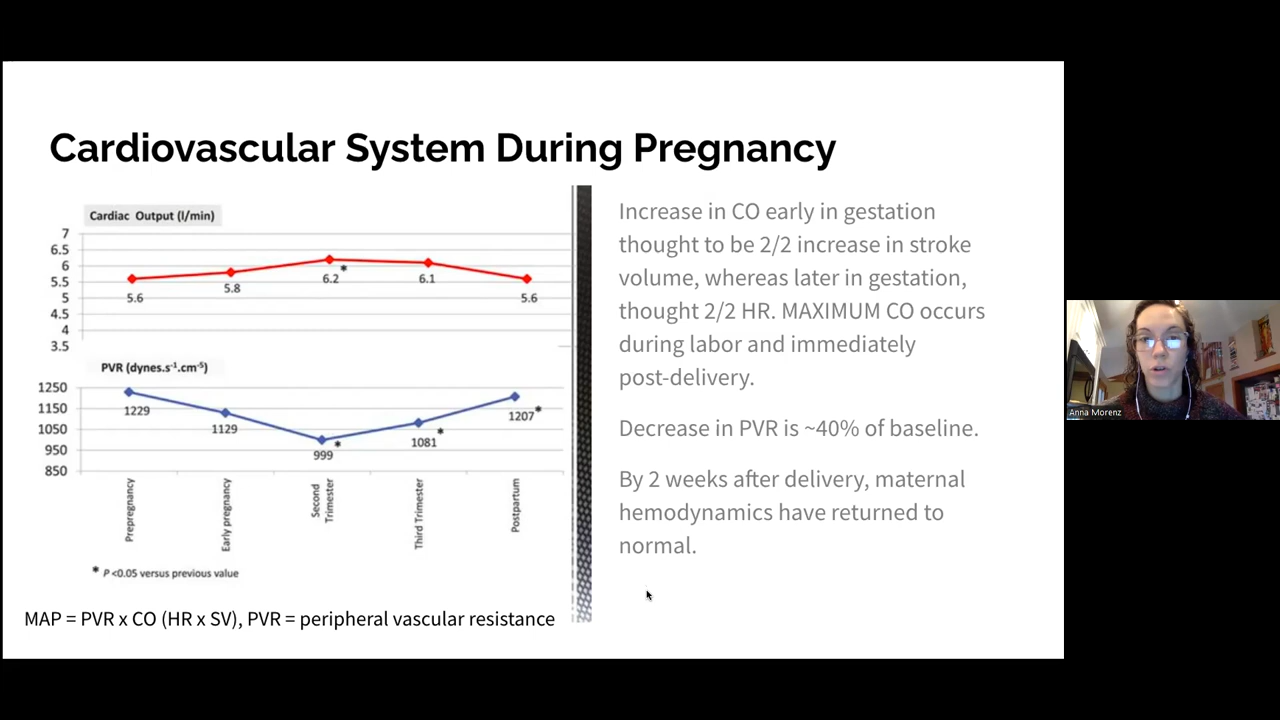 Cardiovascular System During Pregnancy
Cardiac Output (l/min)
7
6.5
6
5.5
5
4.5
4
3.5
5.6
5.8
6.2
*
6.1
5.6
PVR (dynes.s⁻¹.cm⁻⁵)
1250
1150
1050
950
850
1229
1129
999
*
1081
*
1207
*
Prepregnancy
Early pregnancy
Second
Trimester
Third Trimester
Postpartum
* P <0.05 versus previous value
MAP = PVR x CO (HR x SV), PVR = peripheral vascular resistance
Increase in CO early in gestation
thought to be 2/2 increase in stroke
volume, whereas later in gestation,
thought 2/2 HR. MAXIMUM CO occurs
during labor and immediately
post-delivery.
Decrease in PVR is ~40% of baseline.
By 2 weeks after delivery, maternal
hemodynamics have returned to
normal.
Anna Morenz